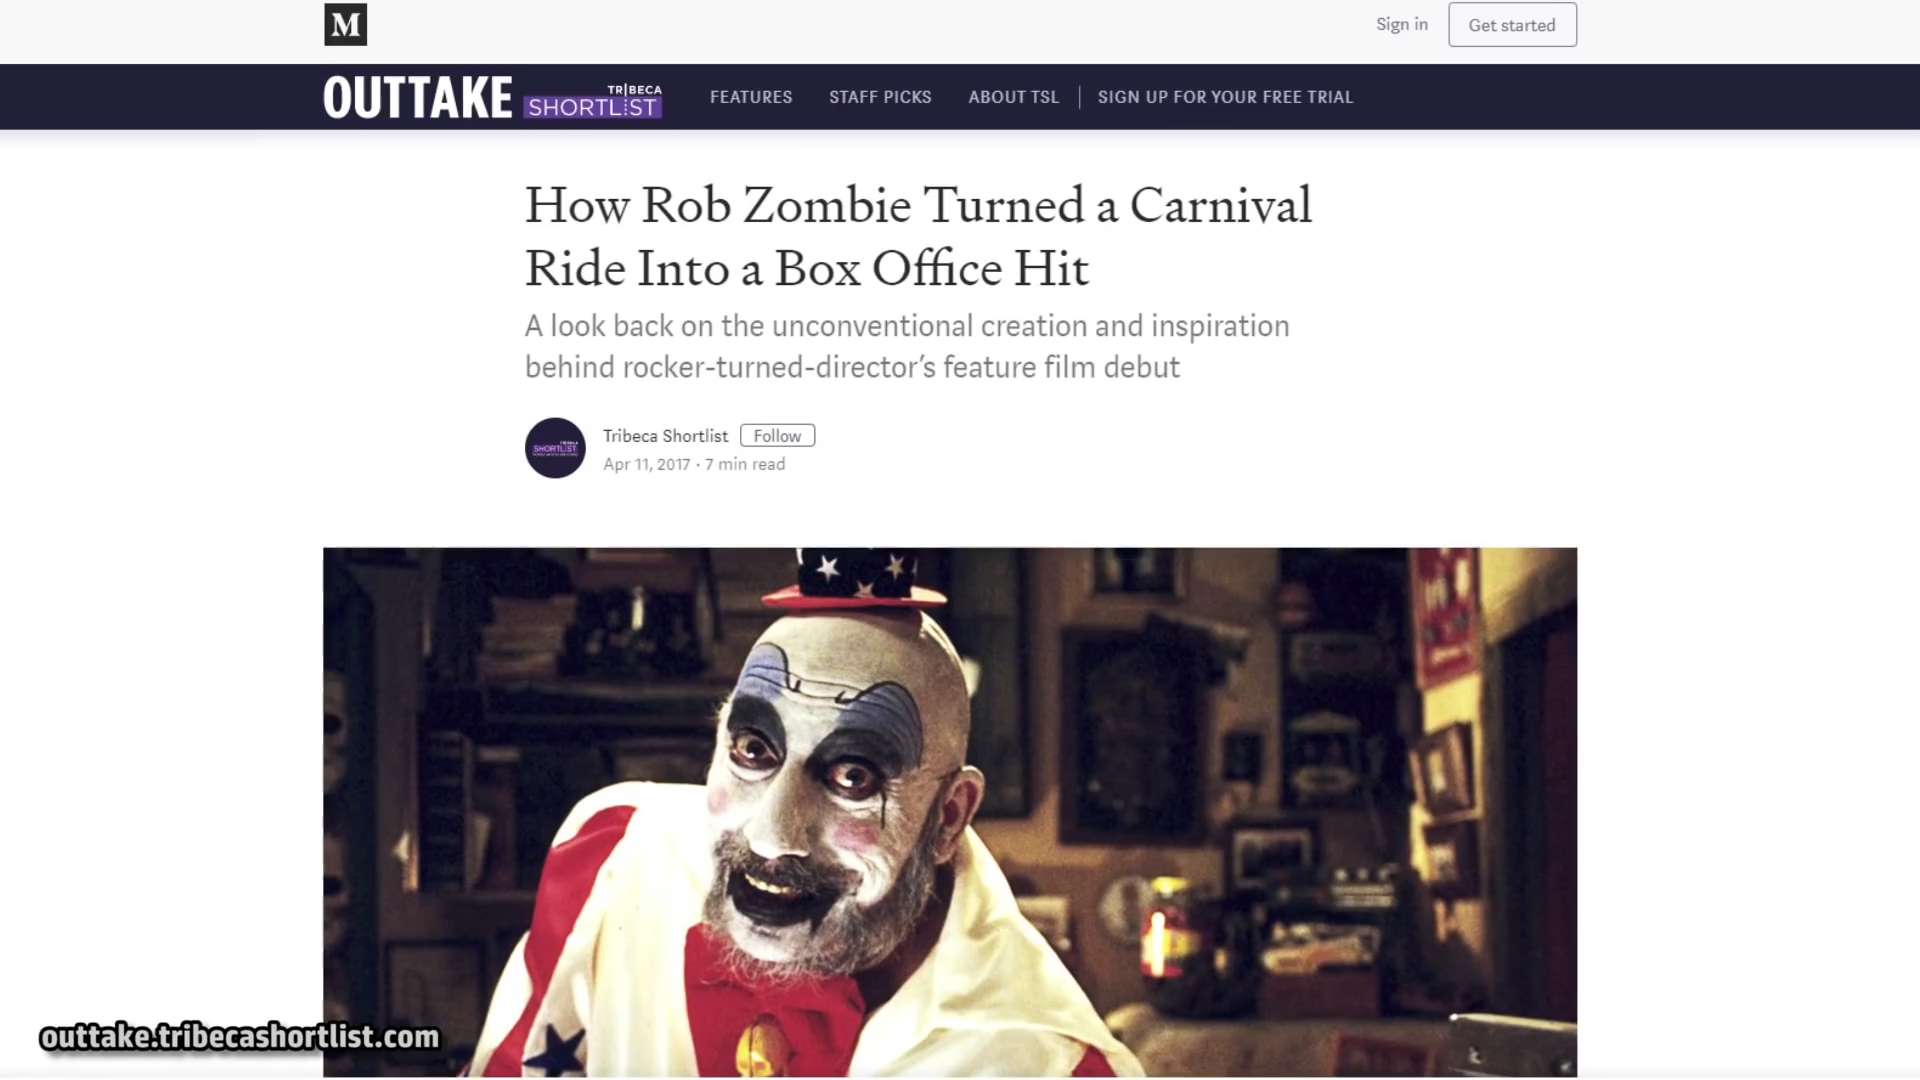 M
Sign in
Get started
OUTTAKE
TRIBECA
SHORTLIST
FEATURES
STAFF PICKS
ABOUT TSL
SIGN UP FOR YOUR FREE TRIAL
How Rob Zombie Turned a Carnival
Ride Into a Box Office Hit
A look back on the unconventional creation and inspiration
behind rocker-turned-director’s feature film debut
SHORTLIST
Tribeca Shortlist
Follow
Apr 11, 2017 · 7 min read
outtake.tribecashortlist.com